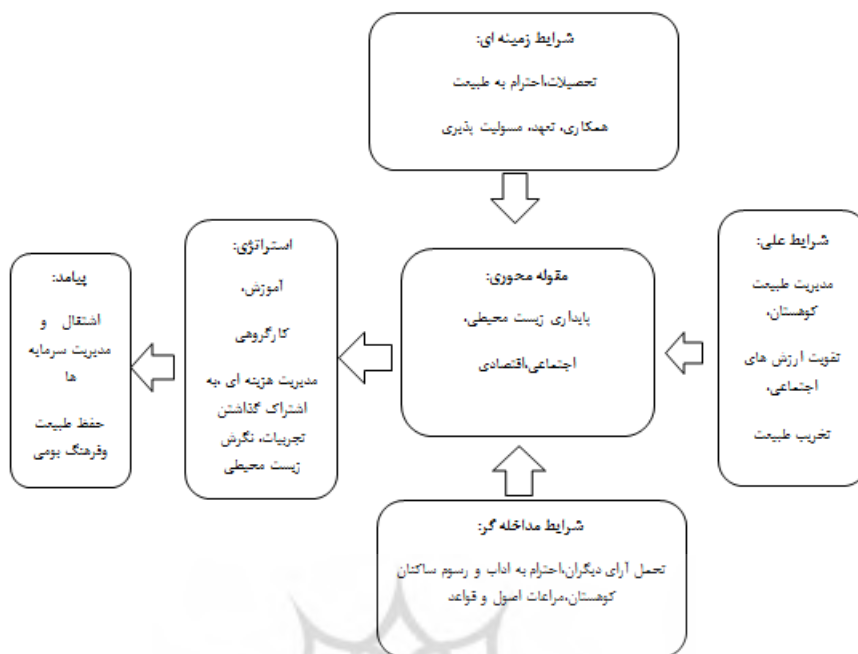 شرایط زمینه ای:
تحصیلات،احترام به طبیعت
همکاری، تعهد، مسولیت پذیری
شرایط علی:
مدیریت طبیعت
کوهستان،
تقویت ارزش های
اجتماعی،
تخریب طبیعت
مقوله محوری:
پایداری زیست محیطی،
اجتماعی،اقتصادی
استراتژی:
آموزش،
کارگروهی
مدیریت هزینه ای ،به
اشتراک گذاشتن
تجربیات، نگرش
زیست محیطی
پیامد:
اشتقال و
مدیریت سرمایه
ها
حفظ طبیعت
وفرهنگ بومی
شرایط مداخله گر:
تحمل آرای دیگران،احترام به اداب و رسوم ساکنان
کوهستان،مراعات اصول و قواعد